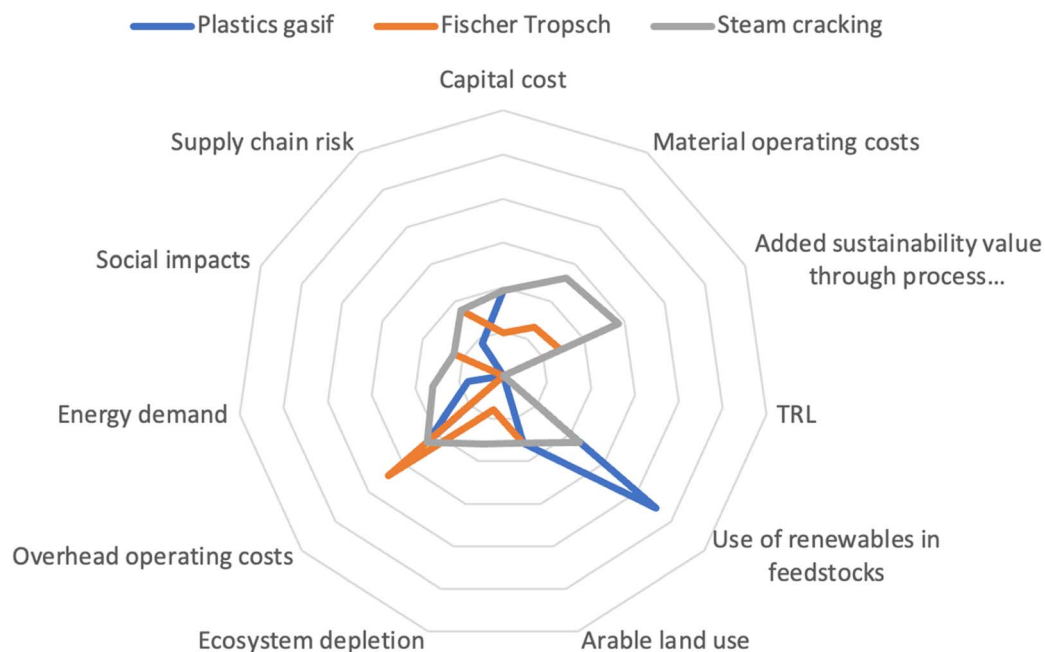 Plastics gasif
Fischer Tropsch
Steam cracking
Capital cost
Supply chain risk
Material operating costs
Added sustainability value
through process...
Social impacts
Energy demand
TRL
Use of renewables in
feedstocks
Overhead operating costs
Ecosystem depletion
Arable land use